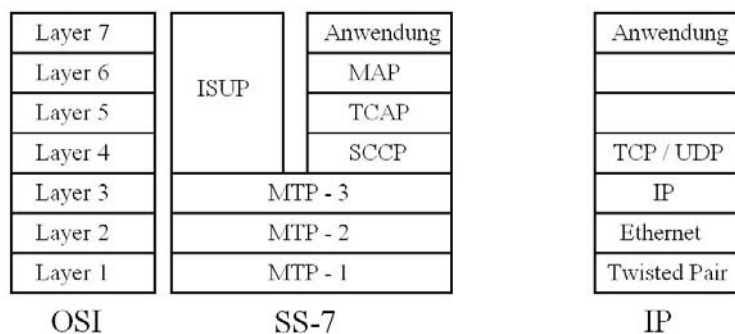 Layer 7
Layer 6
Layer 5
Layer 4
Layer 3
Layer 2
Layer 1
OSI
ISUP
Anwendung
MAP
TCAP
SCCP
MTP - 3
MTP - 2
MTP - 1
SS-7
Anwendung
TCP / UDP
IP
Ethernet
Twisted Pair
IP